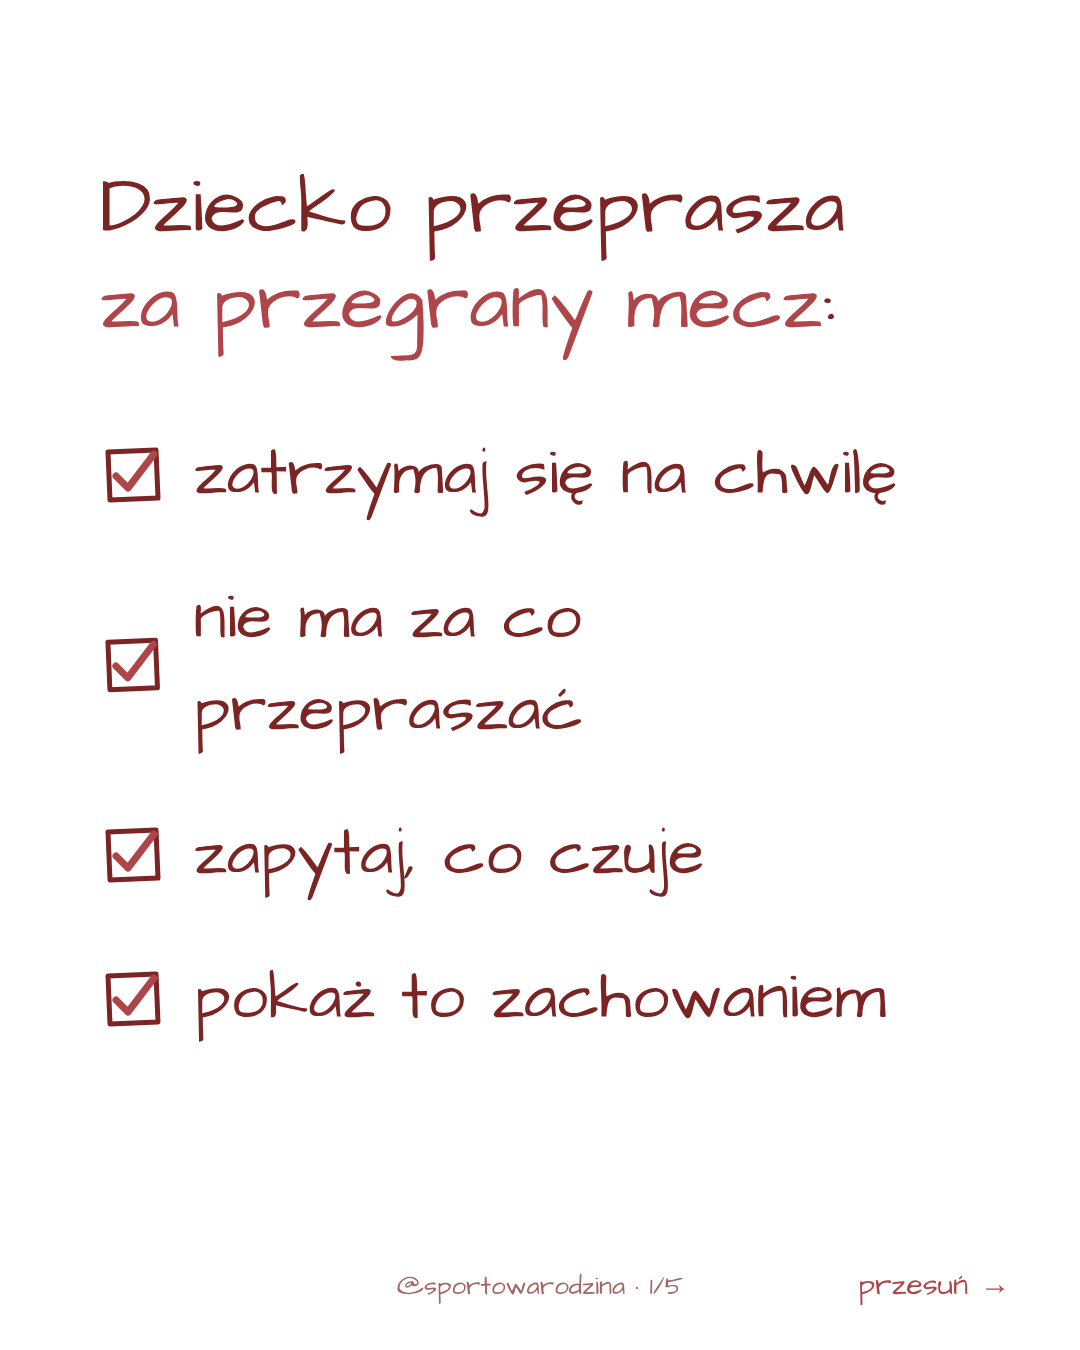 Dziecko przeprasza
za przegrany mecz:
zatrzymaj się na chwilę
nie ma za co
przepraszać
zapytaj, co czuje
pokaż to zachowaniem
@sportowarodzina · 1/5
przesuń →